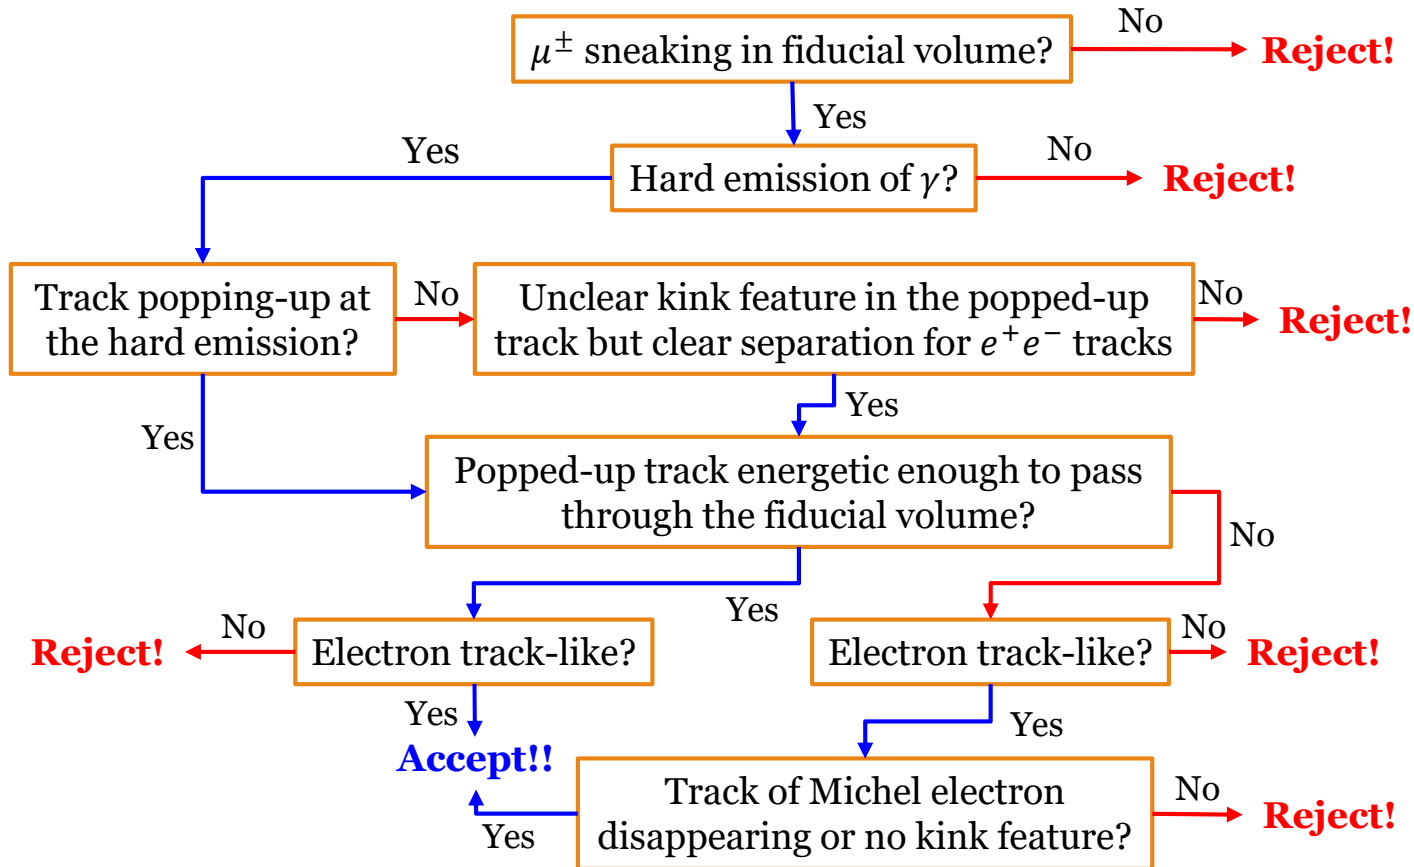 μ± sneaking in fiducial volume?
No
Reject!
Yes
Yes
Hard emission of γ?
No
Reject!
Track popping-up at
the hard emission?
No
Unclear kink feature in the popped-up
track but clear separation for e⁺e⁻ tracks
No
Reject!
Yes
Yes
Popped-up track energetic enough to pass
through the fiducial volume?
No
Yes
Reject!
No
Electron track-like?
Electron track-like?
No
Reject!
Yes
Yes
Accept!!
Track of Michel electron
disappearing or no kink feature?
Yes
No
Reject!